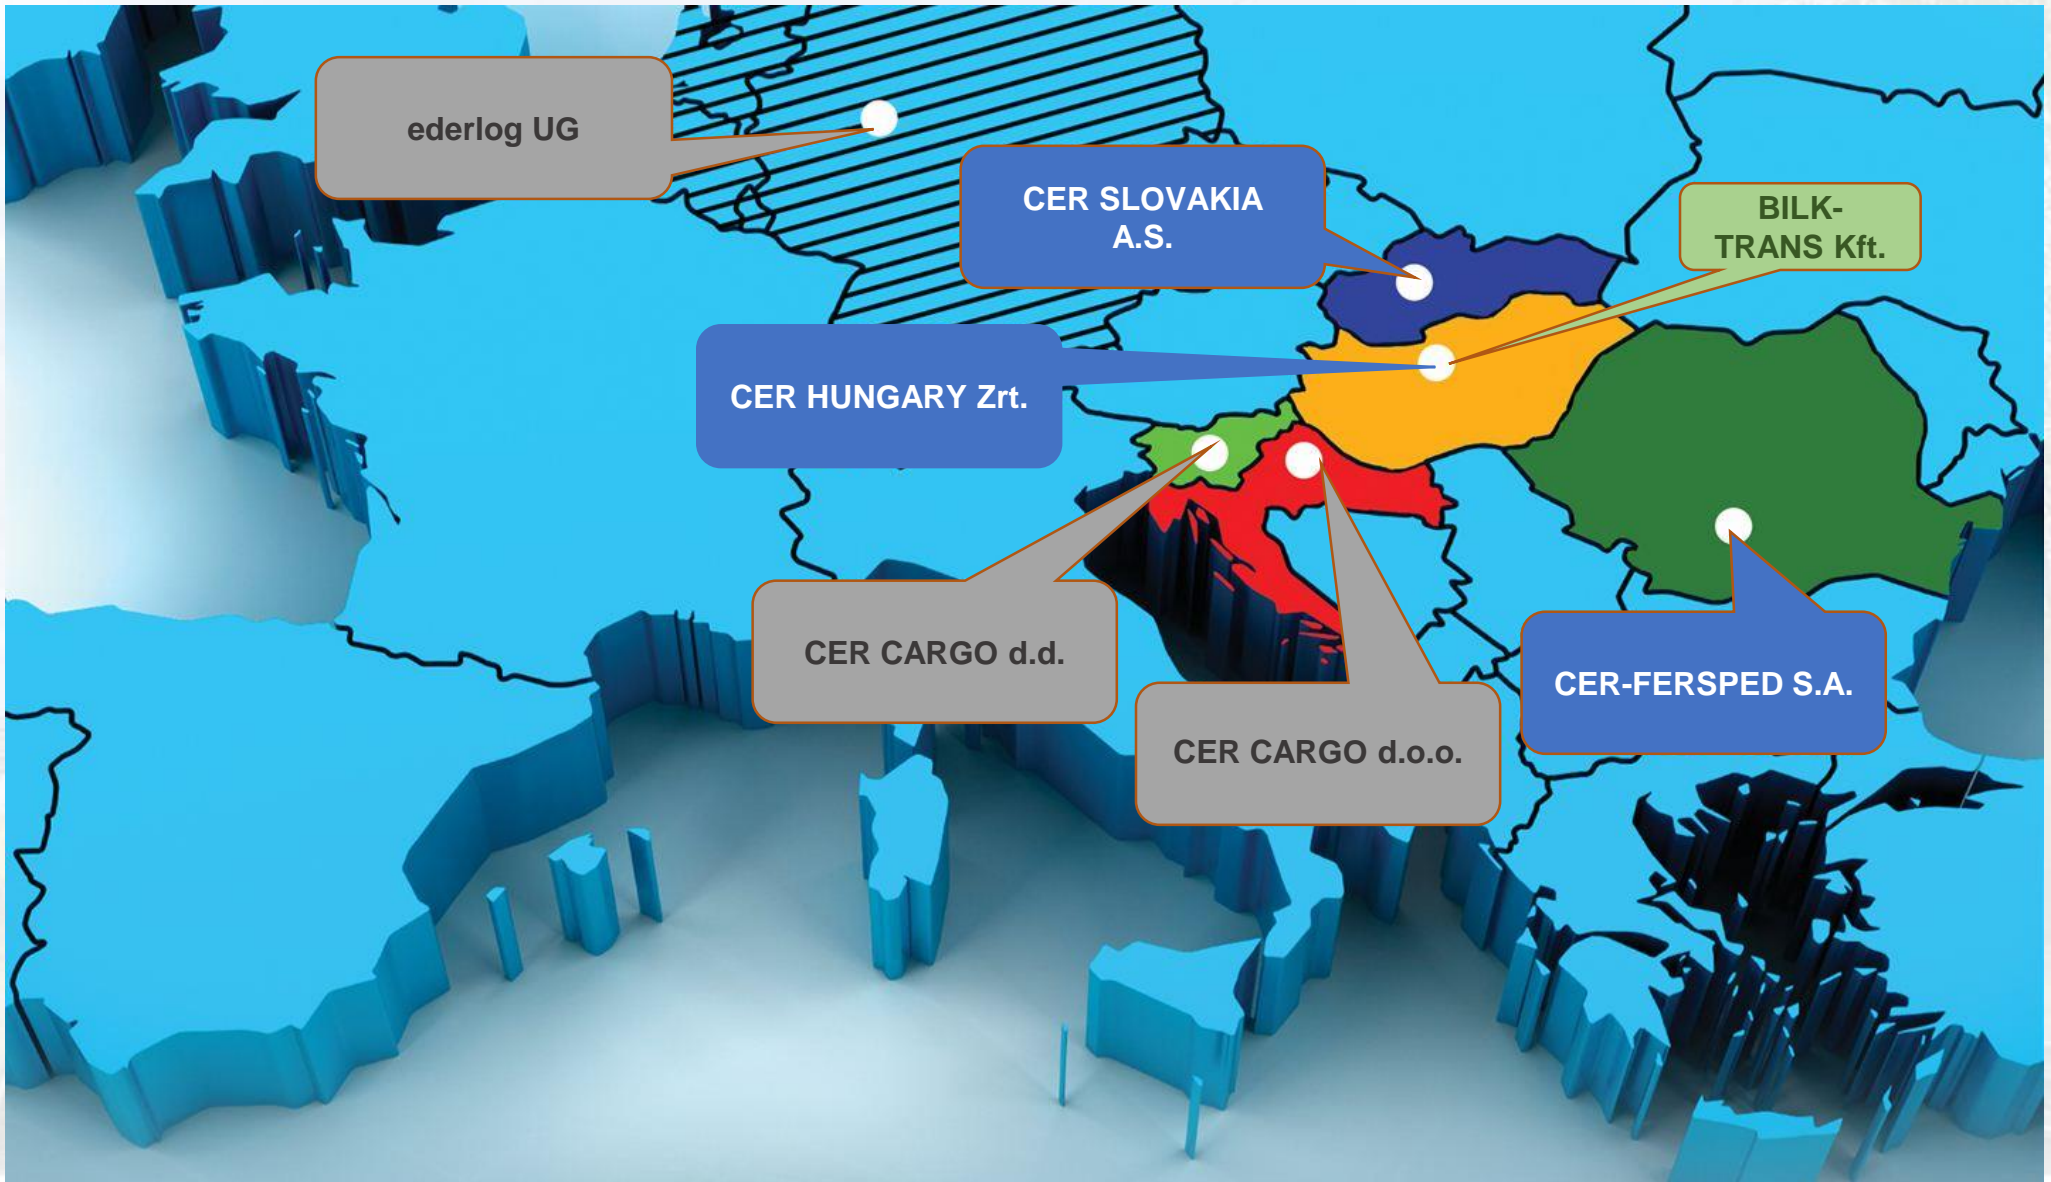 ederlog UG
CER SLOVAKIA
A.S.
BILK-
TRANS Kft.
CER HUNGARY Zrt.
CER CARGO d.d.
CER CARGO d.o.o.
CER-FERSPED S.A.